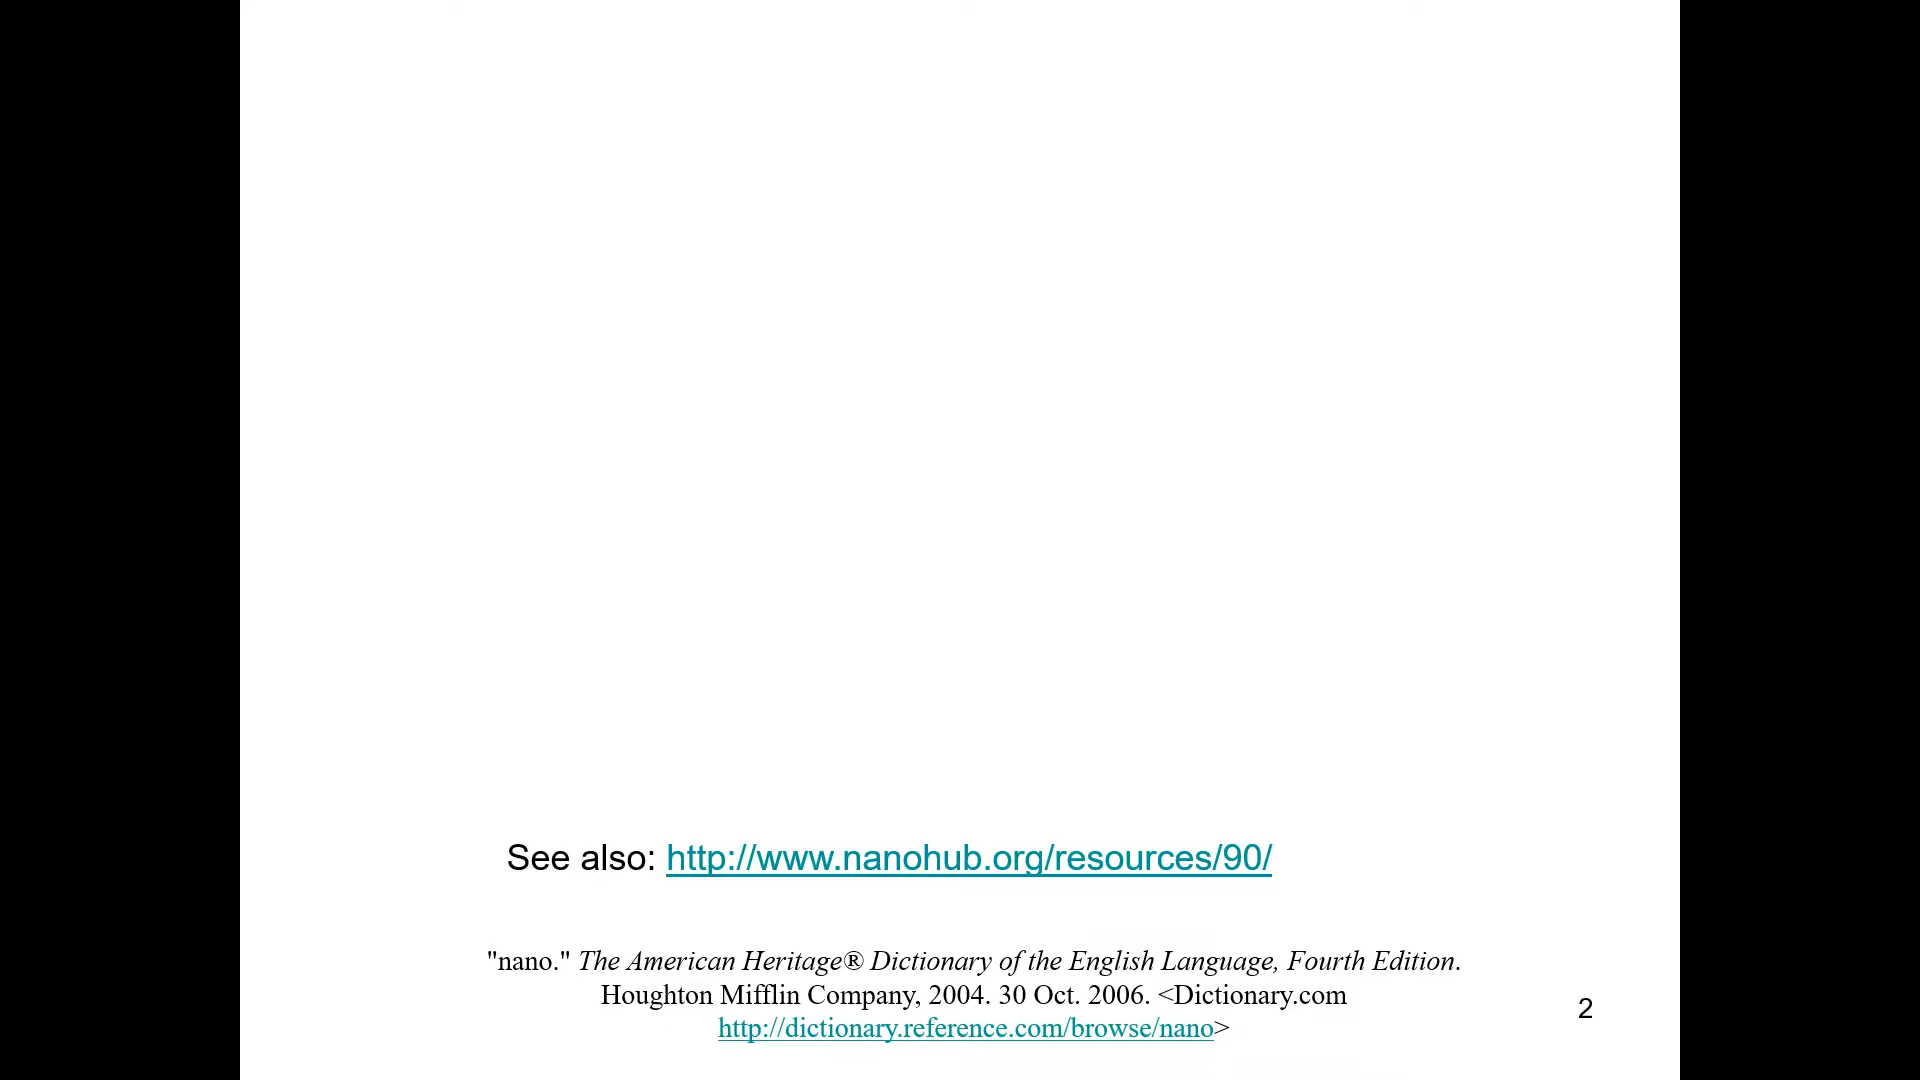 See also: http://www.nanohub.org/resources/90/
"nano." The American Heritage® Dictionary of the English Language, Fourth Edition.
Houghton Mifflin Company, 2004. 30 Oct. 2006. <Dictionary.com
http://dictionary.reference.com/browse/nano>
2